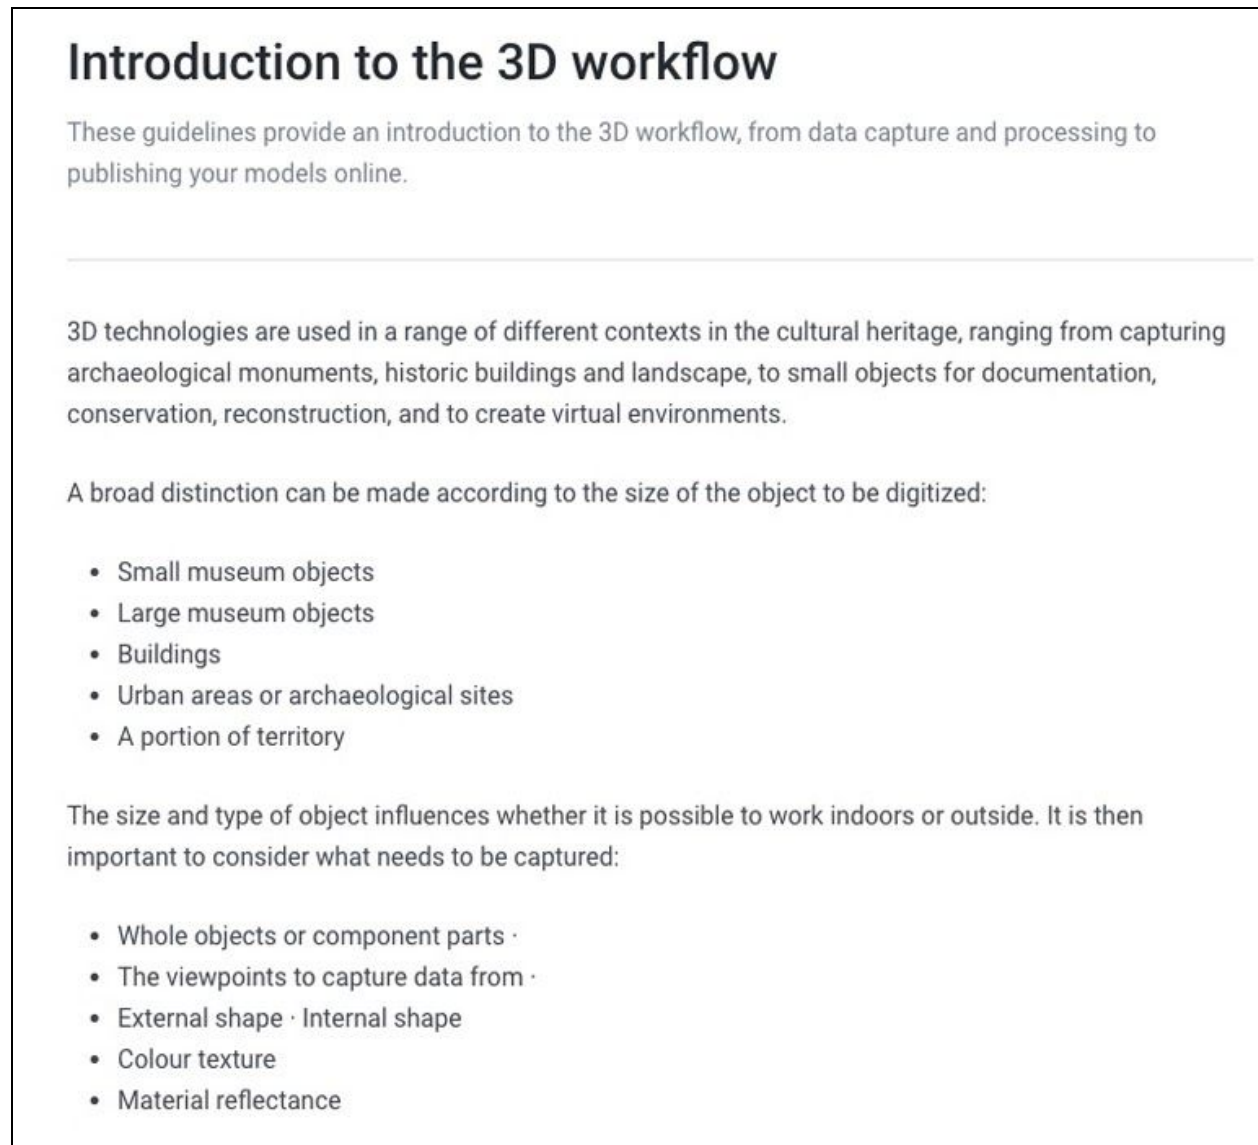 Introduction to the 3D workflow
These guidelines provide an introduction to the 3D workflow, from data capture and processing to
publishing your models online.
3D technologies are used in a range of different contexts in the cultural heritage, ranging from capturing
archaeological monuments, historic buildings and landscape, to small objects for documentation,
conservation, reconstruction, and to create virtual environments.
A broad distinction can be made according to the size of the object to be digitized:
• Small museum objects
• Large museum objects
• Buildings
• Urban areas or archaeological sites
• A portion of territory
The size and type of object influences whether it is possible to work indoors or outside. It is then
important to consider what needs to be captured:
• Whole objects or component parts ·
• The viewpoints to capture data from ·
• External shape · Internal shape
• Colour texture
• Material reflectance